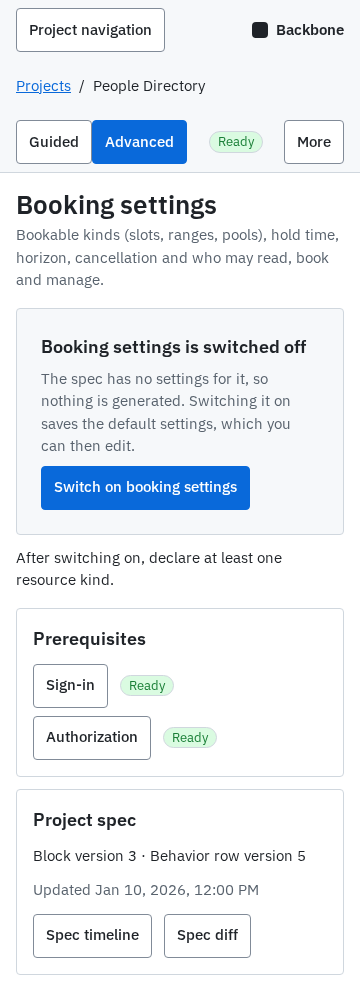 Project navigation
Backbone
Projects / People Directory
Guided
Advanced
Ready
More
Booking settings
Bookable kinds (slots, ranges, pools), hold time,
horizon, cancellation and who may read, book
and manage.
Booking settings is switched off
The spec has no settings for it, so
nothing is generated. Switching it on
saves the default settings, which you
can then edit.
Switch on booking settings
After switching on, declare at least one
resource kind.
Prerequisites
Sign-in
Ready
Authorization
Ready
Project spec
Block version 3 · Behavior row version 5
Updated Jan 10, 2026, 12:00 PM
Spec timeline
Spec diff